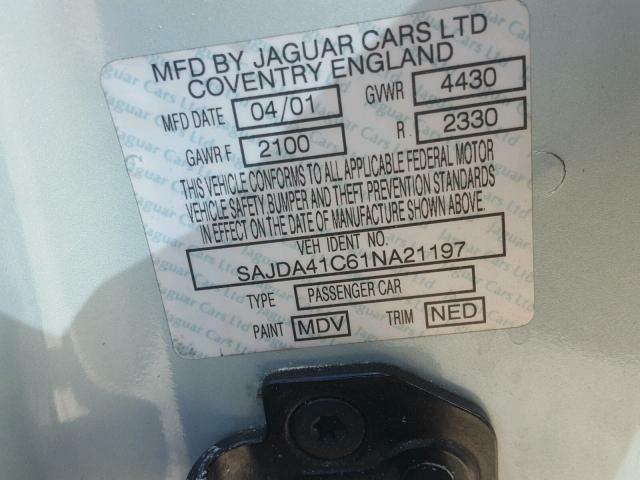 MFD BY JAGUAR CARS LTD
COVENTRY ENGLAND
MFD DATE 04/01 GVWR 4430
GAWR F 2100 R 2330
THIS VEHICLE CONFORMS TO ALL APPLICABLE FEDERAL MOTOR
VEHICLE SAFETY BUMPER AND THEFT PREVENTION STANDARDS
IN EFFECT ON THE DATE OF MANUFACTURE SHOWN ABOVE.
VEH IDENT NO.
SAJDA41C61NA21197
TYPE PASSENGER CAR
PAINT MDV TRIM NED